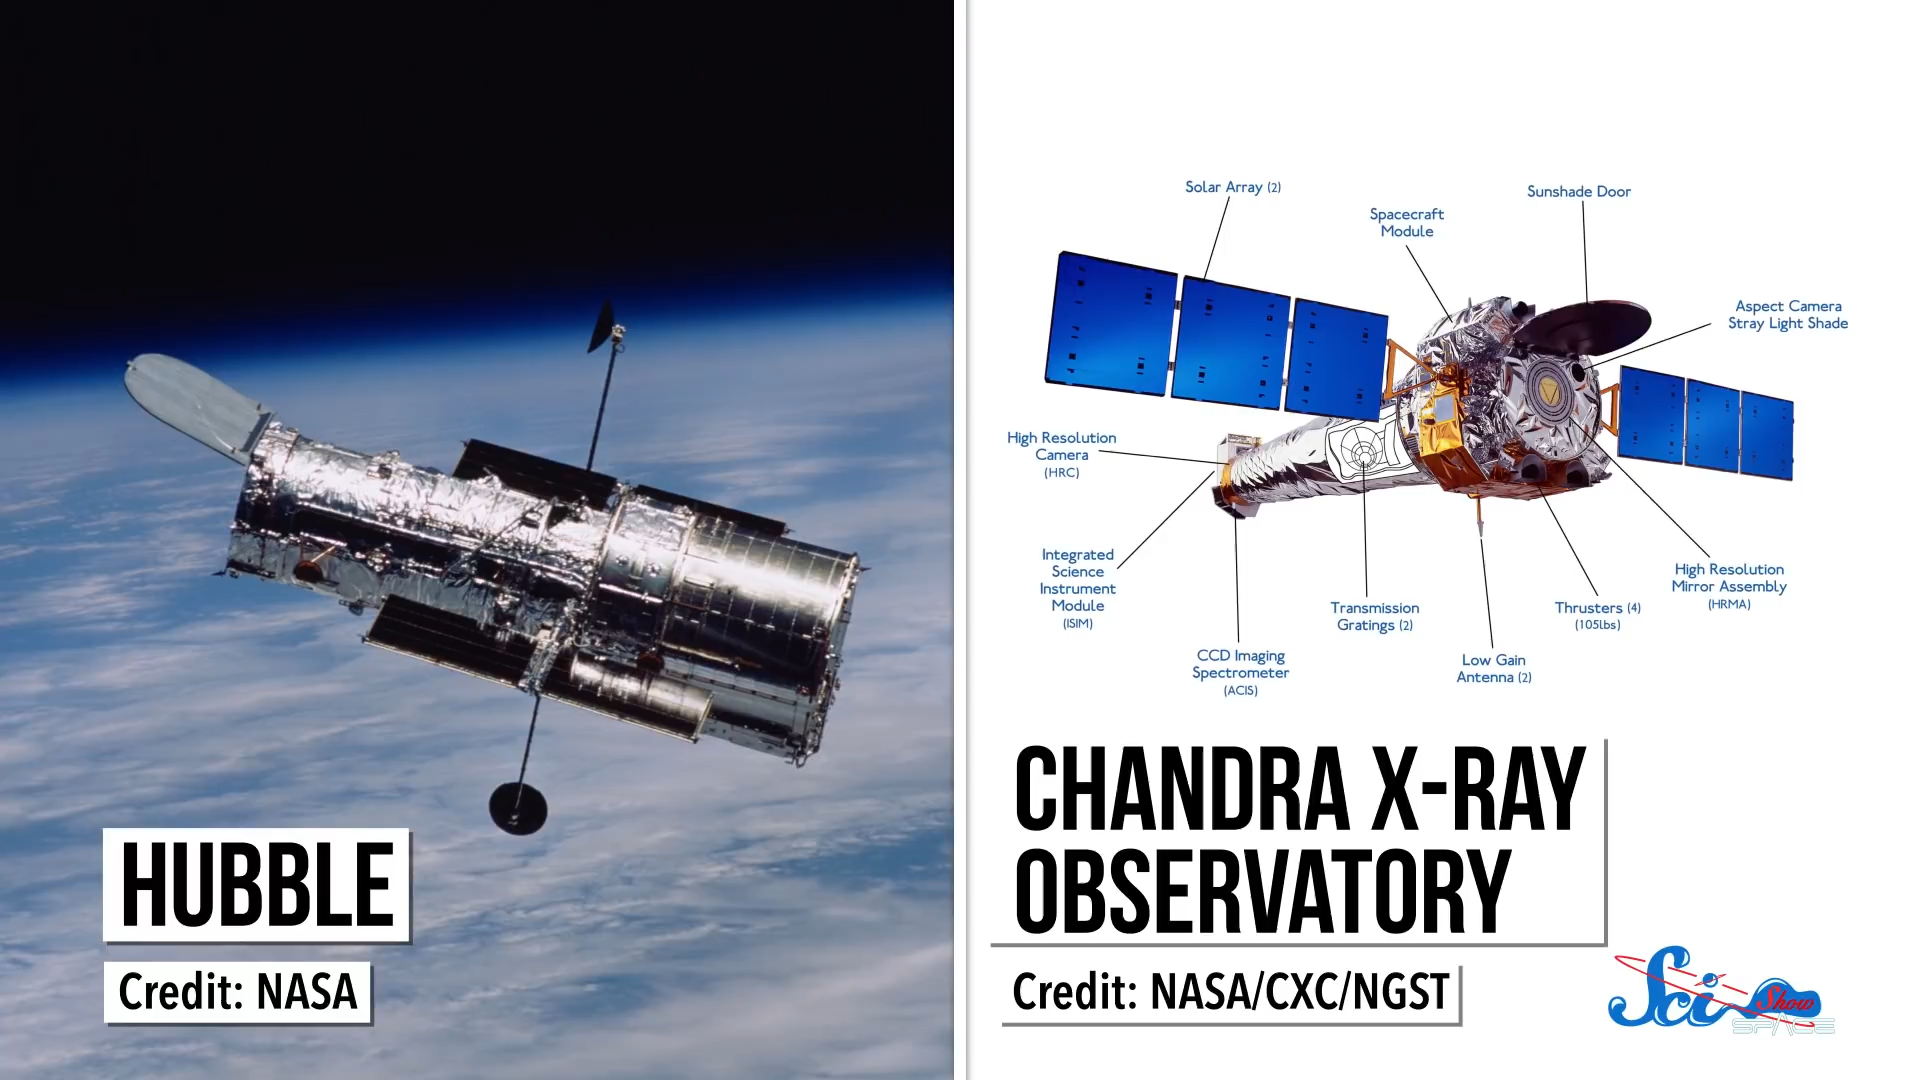 HUBBLE
Credit: NASA
Solar Array (2)
Spacecraft
Module
Sunshade Door
Aspect Camera
Stray Light Shade
High Resolution
Camera
(HRC)
Integrated
Science
Instrument
Module
(ISIM)
CCD Imaging
Spectrometer
(ACIS)
Transmission
Gratings (2)
Low Gain
Antenna (2)
Thrusters (4)
(105lbs)
High Resolution
Mirror Assembly
(HRMA)
CHANDRA X-RAY
OBSERVATORY
Credit: NASA/CXC/NGST
Sci Show
SPACE